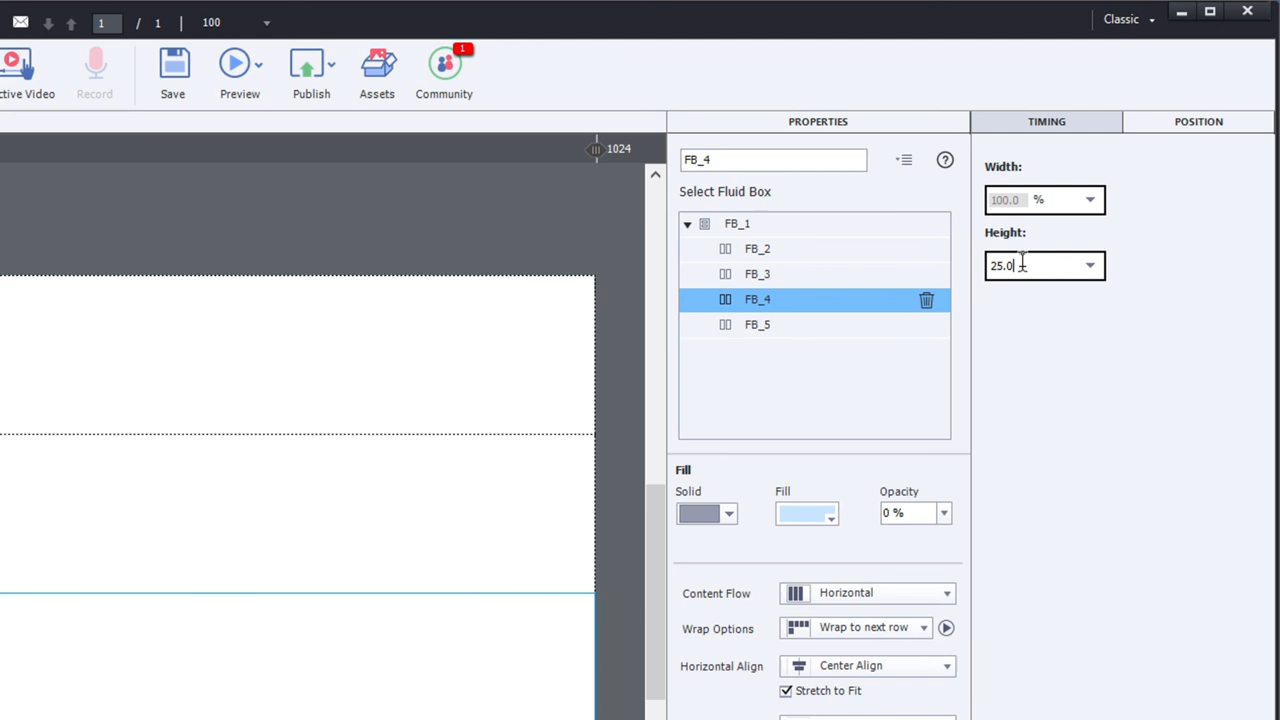 1 / 1 | 100
Classic
ctive Video
Record
Save
Preview
Publish
Assets
1
Community
1024
PROPERTIES
TIMING
POSITION
FB_4
?
Select Fluid Box
FB_1
FB_2
FB_3
FB_4
FB_5
Width:
100.0 %
Height:
25.0
Fill
Solid
Fill
Opacity
0 %
Content Flow
Horizontal
Wrap Options
Wrap to next row
Horizontal Align
Center Align
Stretch to Fit